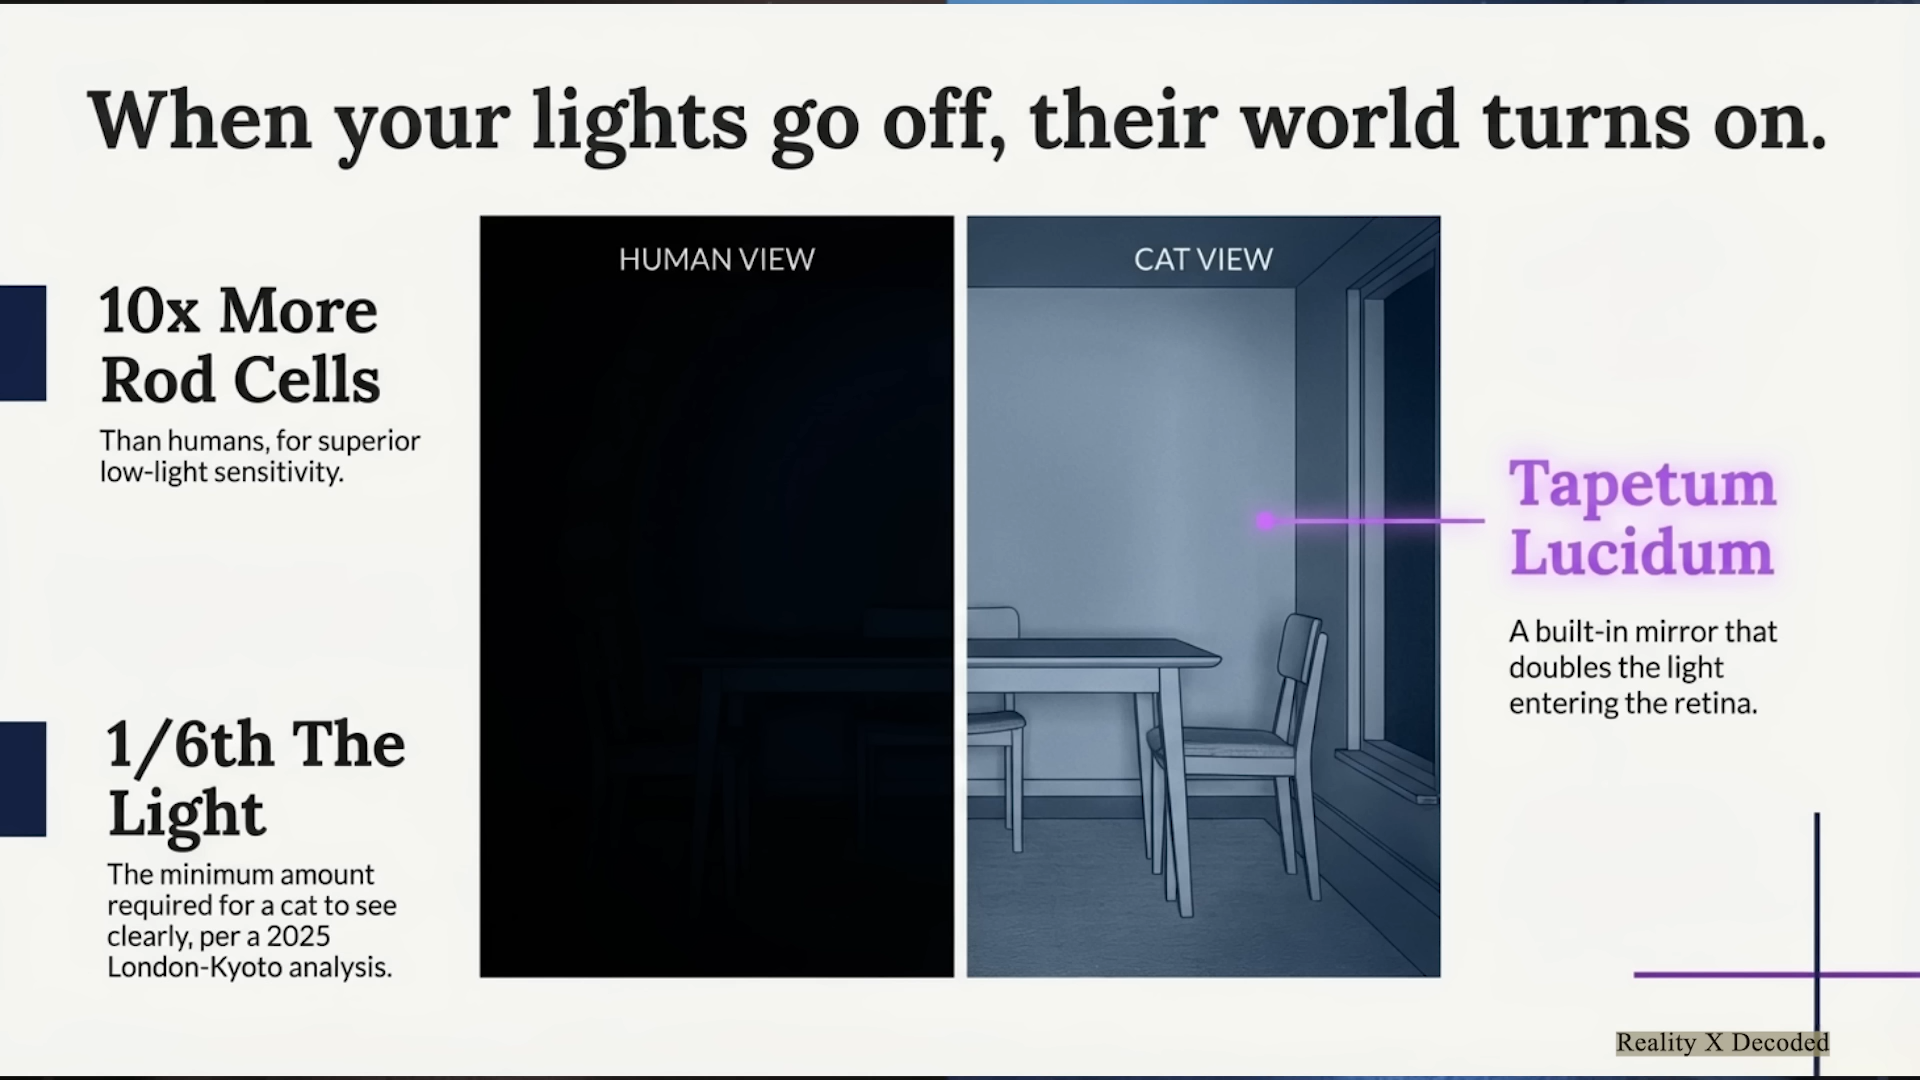 When your lights go off, their world turns on.
10x More
Rod Cells
Than humans, for superior
low-light sensitivity.
1/6th The
Light
The minimum amount
required for a cat to see
clearly, per a 2025
London-Kyoto analysis.
HUMAN VIEW
CAT VIEW
Tapetum
Lucidum
A built-in mirror that
doubles the light
entering the retina.
Reality X Decoded